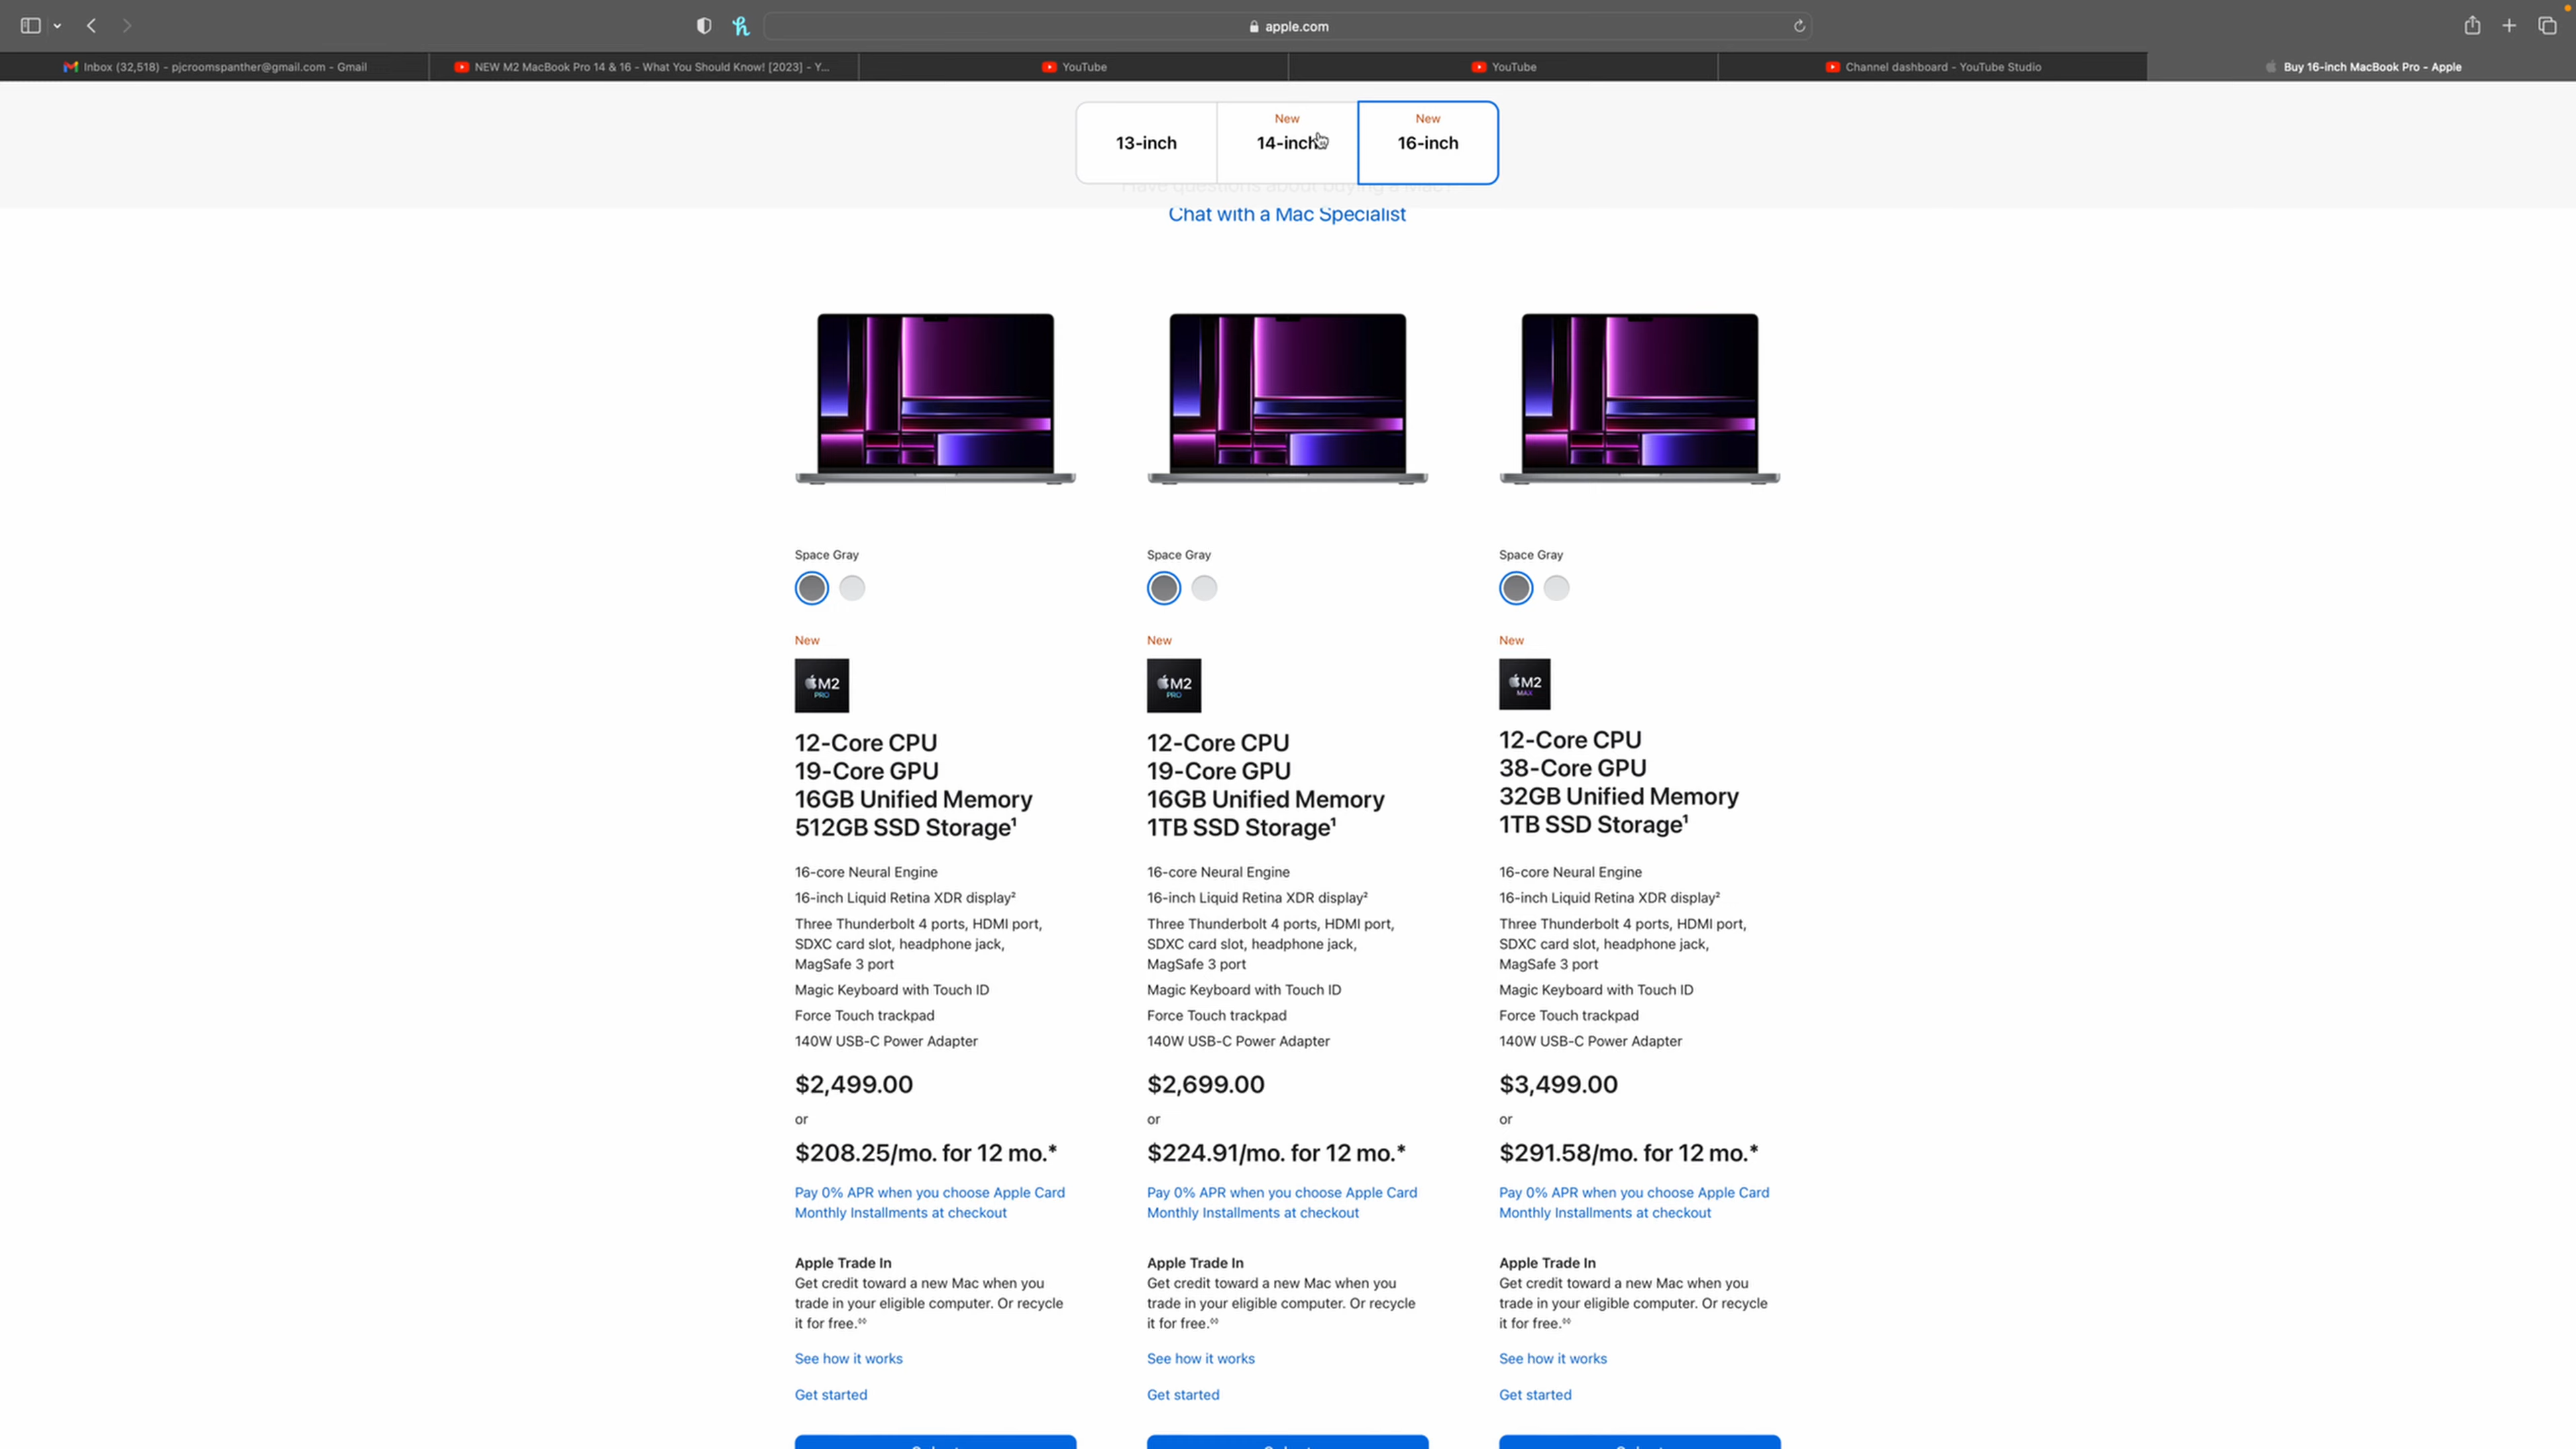 apple.com
Inbox (32,518) - pjcroomspanther@gmail.com - Gmail
NEW M2 MacBook Pro 14 & 16 - What You Should Know! [2023] - Y...
YouTube
YouTube
Channel dashboard - YouTube Studio
Buy 16-inch MacBook Pro - Apple
13-inch
New
14-inch
New
16-inch
Have questions about buying a Mac?
Chat with a Mac Specialist
Space Gray
New
M2
PRO
12-Core CPU
19-Core GPU
16GB Unified Memory
512GB SSD Storage¹
16-core Neural Engine
16-inch Liquid Retina XDR display²
Three Thunderbolt 4 ports, HDMI port,
SDXC card slot, headphone jack,
MagSafe 3 port
Magic Keyboard with Touch ID
Force Touch trackpad
140W USB-C Power Adapter
$2,499.00
or
$208.25/mo. for 12 mo.*
Pay 0% APR when you choose Apple Card
Monthly Installments at checkout
Apple Trade In
Get credit toward a new Mac when you
trade in your eligible computer. Or recycle
it for free.◊◊
See how it works
Get started
Space Gray
New
M2
PRO
12-Core CPU
19-Core GPU
16GB Unified Memory
1TB SSD Storage¹
16-core Neural Engine
16-inch Liquid Retina XDR display²
Three Thunderbolt 4 ports, HDMI port,
SDXC card slot, headphone jack,
MagSafe 3 port
Magic Keyboard with Touch ID
Force Touch trackpad
140W USB-C Power Adapter
$2,699.00
or
$224.91/mo. for 12 mo.*
Pay 0% APR when you choose Apple Card
Monthly Installments at checkout
Apple Trade In
Get credit toward a new Mac when you
trade in your eligible computer. Or recycle
it for free.◊◊
See how it works
Get started
Space Gray
New
M2
MAX
12-Core CPU
38-Core GPU
32GB Unified Memory
1TB SSD Storage¹
16-core Neural Engine
16-inch Liquid Retina XDR display²
Three Thunderbolt 4 ports, HDMI port,
SDXC card slot, headphone jack,
MagSafe 3 port
Magic Keyboard with Touch ID
Force Touch trackpad
140W USB-C Power Adapter
$3,499.00
or
$291.58/mo. for 12 mo.*
Pay 0% APR when you choose Apple Card
Monthly Installments at checkout
Apple Trade In
Get credit toward a new Mac when you
trade in your eligible computer. Or recycle
it for free.◊◊
See how it works
Get started